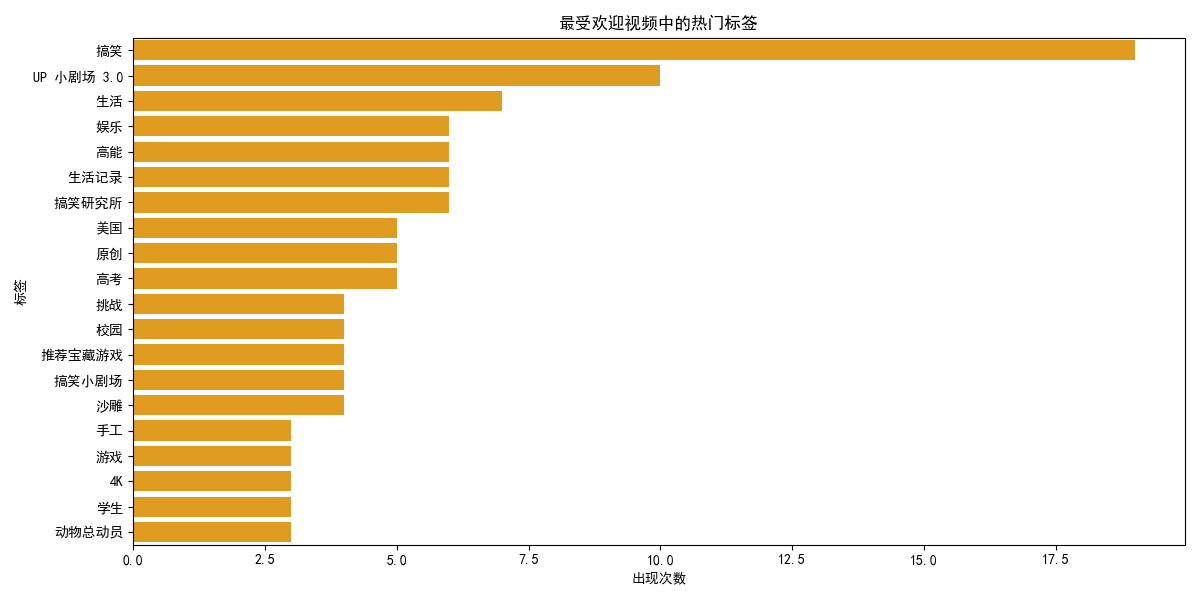 最受欢迎视频中的热门标签
标签
搞笑
UP 小剧场 3.0
生活
娱乐
高能
生活记录
搞笑研究所
美国
原创
高考
挑战
校园
推荐宝藏游戏
搞笑小剧场
沙雕
手工
游戏
4K
学生
动物总动员
0.0 2.5 5.0 7.5 10.0 12.5 15.0 17.5
出现次数